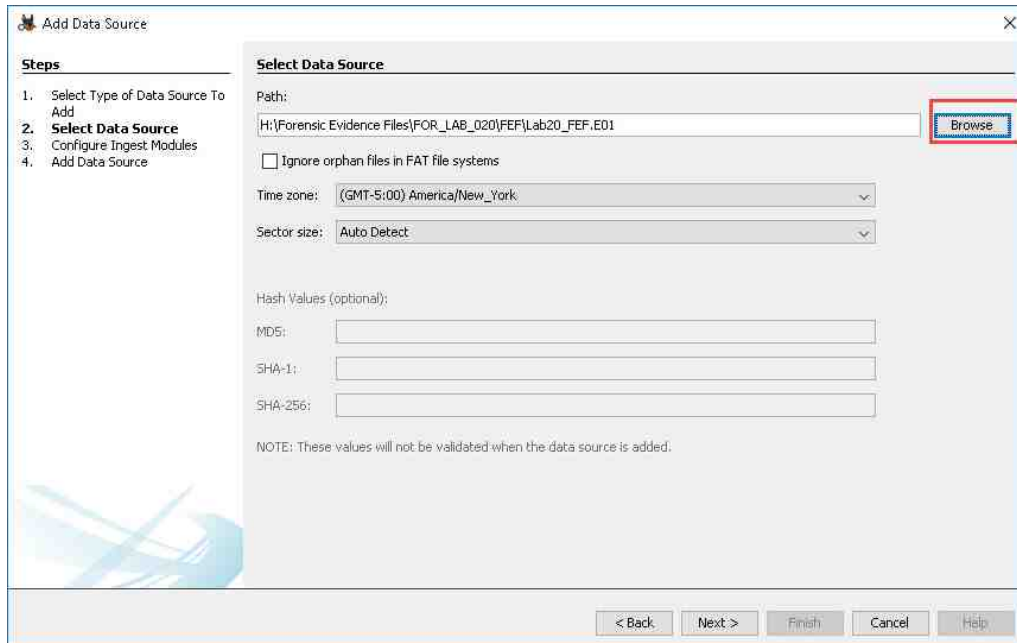 Add Data Source
Steps
1. Select Type of Data Source To
Add
2. Select Data Source
3. Configure Ingest Modules
4. Add Data Source
Select Data Source
Path:
H:\Forensic Evidence Files\FOR_LAB_020\FEF\Lab20_FEF.E01
Browse
Ignore orphan files in FAT file systems
Time zone: (GMT-5:00) America/New_York
Sector size: Auto Detect
Hash Values (optional):
MD5:
SHA-1:
SHA-256:
NOTE: These values will not be validated when the data source is added.
< Back Next > Finish Cancel Help